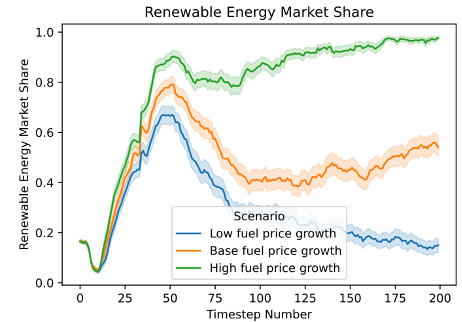 Renewable Energy Market Share
Renewable Energy Market Share
1.0
0.8
0.6
0.4
0.2
0.0
Scenario
Low fuel price growth
Base fuel price growth
High fuel price growth
0 25 50 75 100 125 150 175 200
Timestep Number